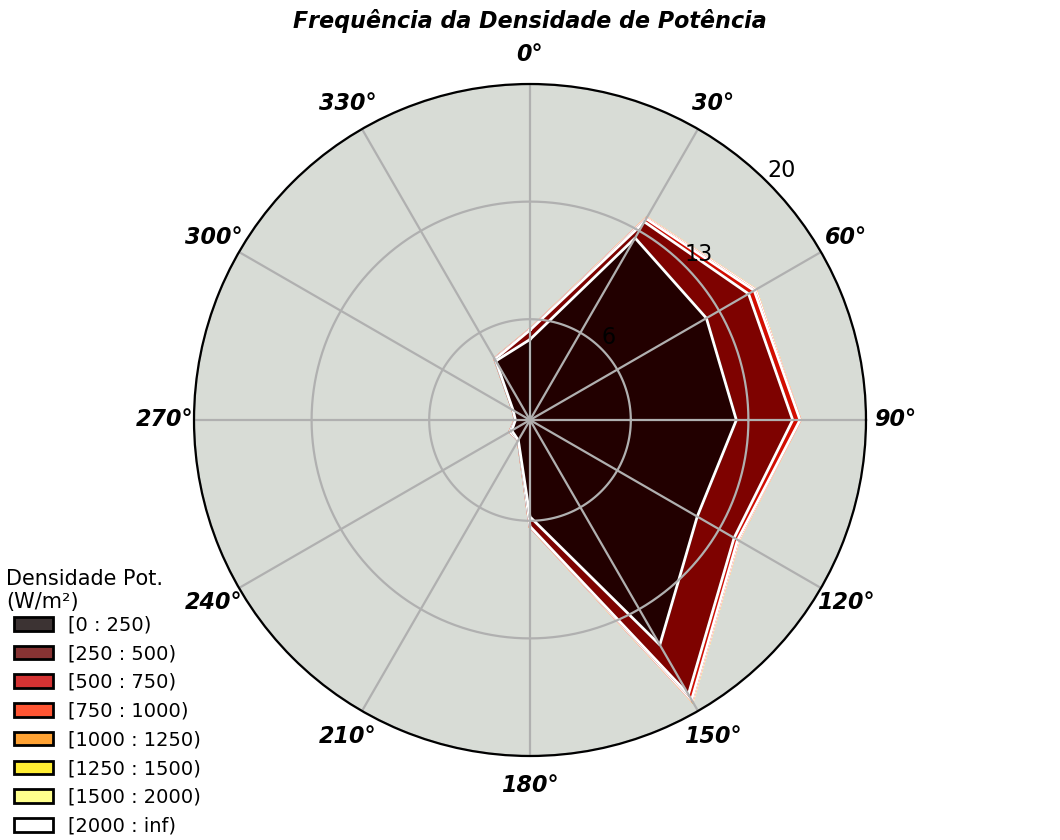 Frequência da Densidade de Potência
0°
330°
30°
20
300°
60°
13
6
270°
90°
240°
120°
210°
150°
180°
Densidade Pot.
(W/m²)
[0 : 250)
[250 : 500)
[500 : 750)
[750 : 1000)
[1000 : 1250)
[1250 : 1500)
[1500 : 2000)
[2000 : inf)